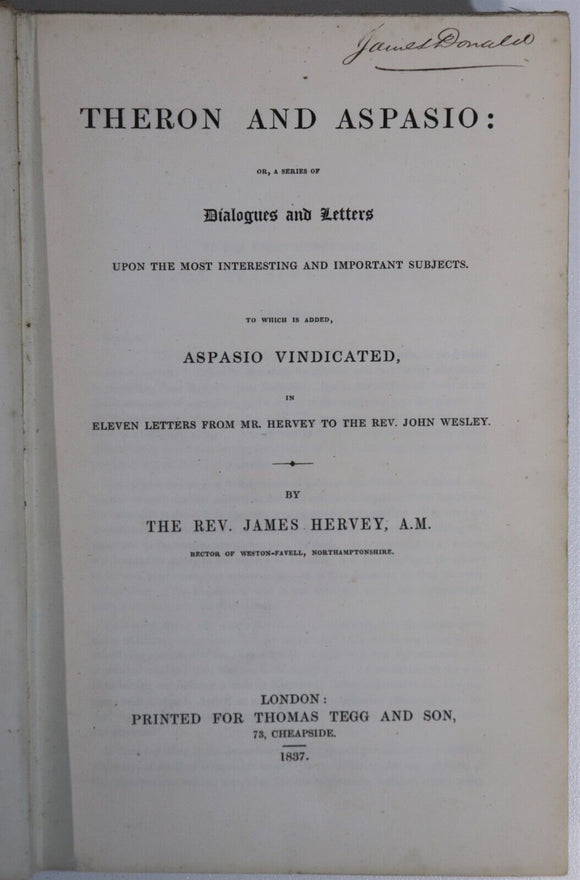 James Donald
THERON AND ASPASIO:
OR, A SERIES OF
Dialogues and Letters
UPON THE MOST INTERESTING AND IMPORTANT SUBJECTS.
TO WHICH IS ADDED,
ASPASIO VINDICATED,
IN
ELEVEN LETTERS FROM MR. HERVEY TO THE REV. JOHN WESLEY.
BY
THE REV. JAMES HERVEY, A.M.
RECTOR OF WESTON-FAVELL, NORTHAMPTONSHIRE.
LONDON:
PRINTED FOR THOMAS TEGG AND SON,
73, CHEAPSIDE.
1837.